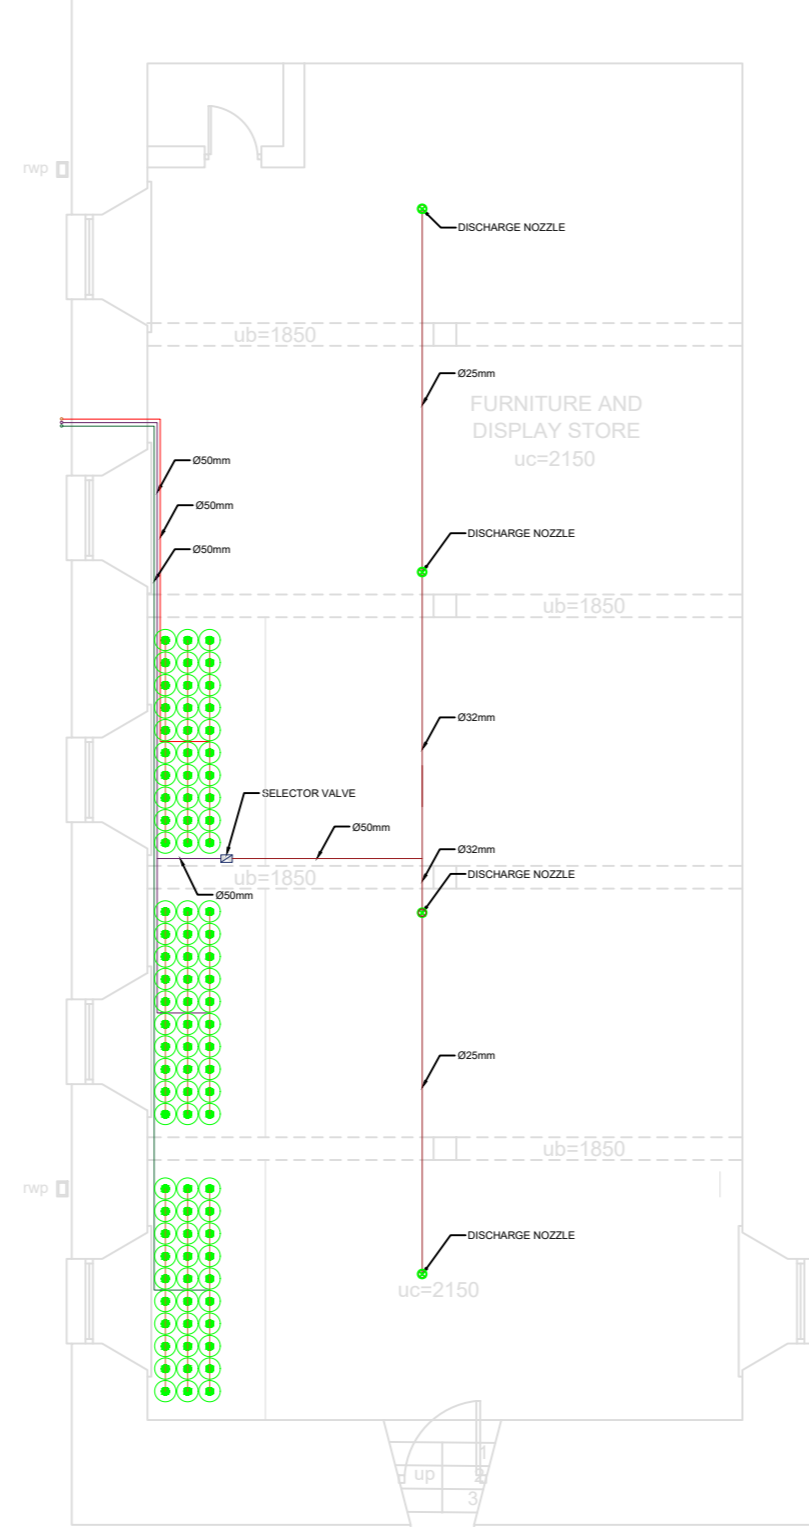 rwp
DISCHARGE NOZZLE
ub=1850
Ø25mm
FURNITURE AND
DISPLAY STORE
uc=2150
Ø50mm
Ø50mm
DISCHARGE NOZZLE
Ø50mm
ub=1850
Ø32mm
SELECTOR VALVE
Ø50mm
Ø32mm
ub=1850
DISCHARGE NOZZLE
Ø50mm
Ø25mm
ub=1850
rwp
DISCHARGE NOZZLE
uc=2150
1
up
2
3